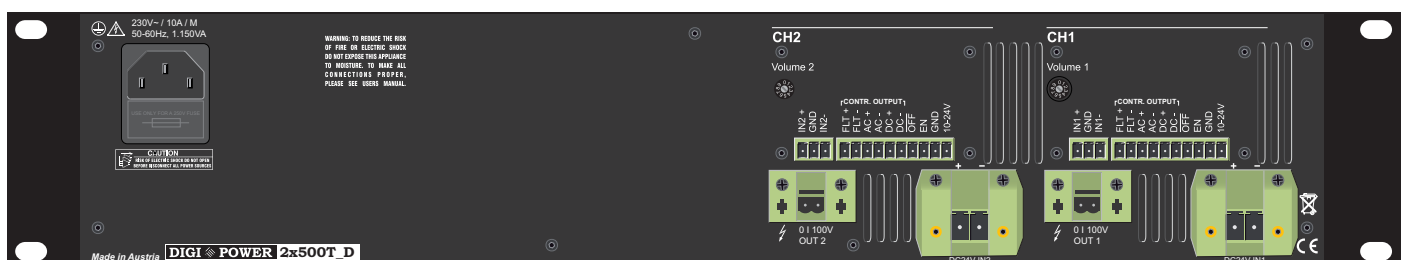 230V~ / 10A / M
50-60Hz, 1.150VA
WARNING: TO REDUCE THE RISK
OF FIRE OR ELECTRIC SHOCK
DO NOT EXPOSE THIS APPLIANCE
TO MOISTURE. TO MAKE ALL
CONNECTIONS PROPER,
PLEASE SEE USERS MANUAL.
CAUTION
RISK OF ELECTRIC SHOCK DO NOT OPEN
BEFORE DISCONNECT ALL POWER SOURCES
Made in Austria DIGI POWER 2x500T_D
CH2
Volume 2
CONTR. OUTPUT
IN2 +
GND
IN2-
FLT +
FLT -
AC +
AC -
DC +
DC -
OFF
EN
GND
10-24V
+ −
0 I 100V
OUT 2
DC24V IN2
CH1
Volume 1
CONTR. OUTPUT
IN1 +
GND
IN1-
FLT +
FLT -
AC +
AC -
DC +
DC -
OFF
EN
GND
10-24V
+ −
0 I 100V
OUT 1
DC24V IN1
CE